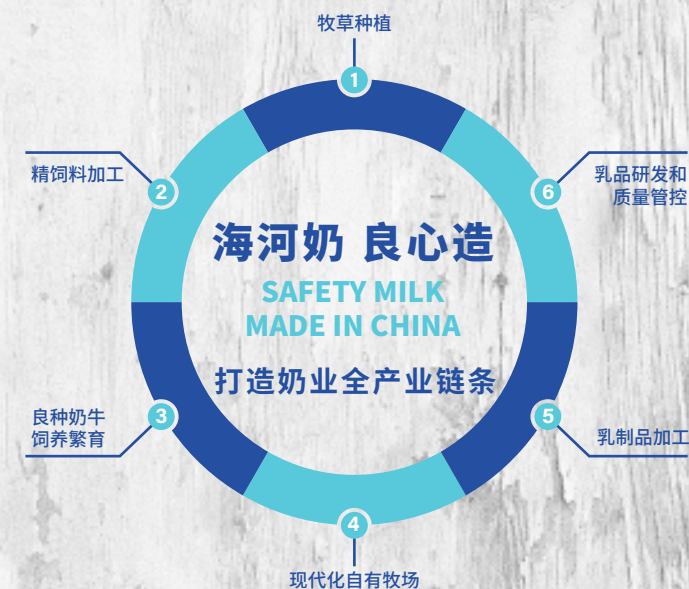 牧草种植
1
精饲料加工
2
6
乳品研发和
质量管控
海河奶 良心造
SAFETY MILK
MADE IN CHINA
打造奶业全产业链条
良种奶牛
饲养繁育
3
5
乳制品加工
4
现代化自有牧场